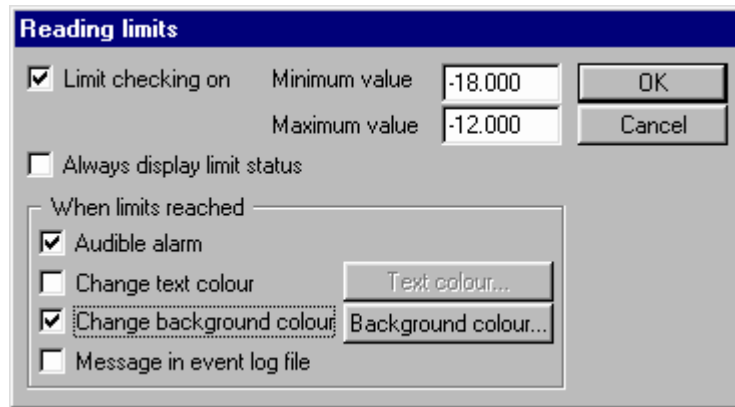 Reading limits
Limit checking on Minimum value -18.000 OK
Maximum value -12.000 Cancel
Always display limit status
When limits reached
Audible alarm
Change text colour Text colour...
Change background colour Background colour...
Message in event log file